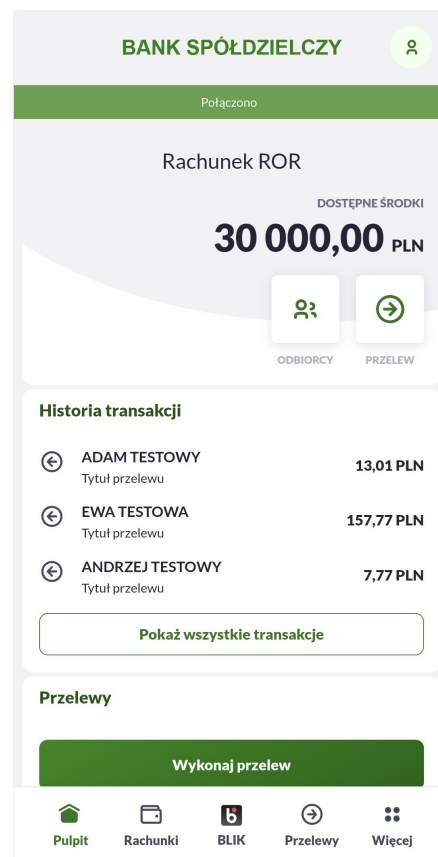 BANK SPÓŁDZIELCZY
Połączono
Rachunek ROR
DOSTĘPNE ŚRODKI
30 000,00 PLN
ODBIORCY PRZELEW
Historia transakcji
ADAM TESTOWY 13,01 PLN
Tytuł przelewu
EWA TESTOWA 157,77 PLN
Tytuł przelewu
ANDRZEJ TESTOWY 7,77 PLN
Tytuł przelewu
Pokaż wszystkie transakcje
Przelewy
Wykonaj przelew
Pulpit Rachunki BLIK Przelewy Więcej